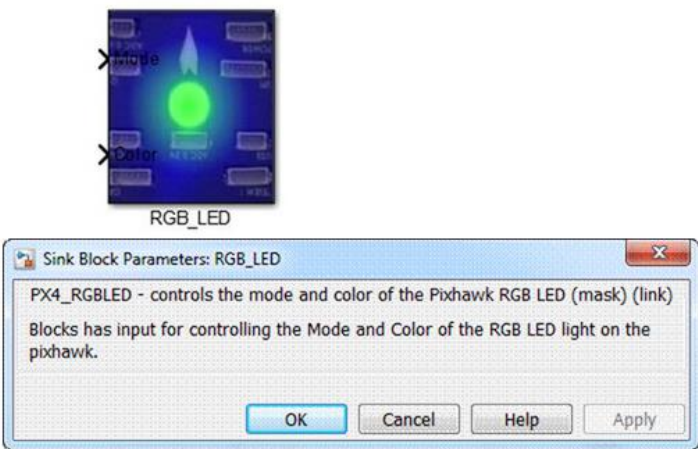 Mode
Color
RGB_LED
Sink Block Parameters: RGB_LED
PX4_RGBLED - controls the mode and color of the Pixhawk RGB LED (mask) (link)
Blocks has input for controlling the Mode and Color of the RGB LED light on the
pixhawk.
OK Cancel Help Apply